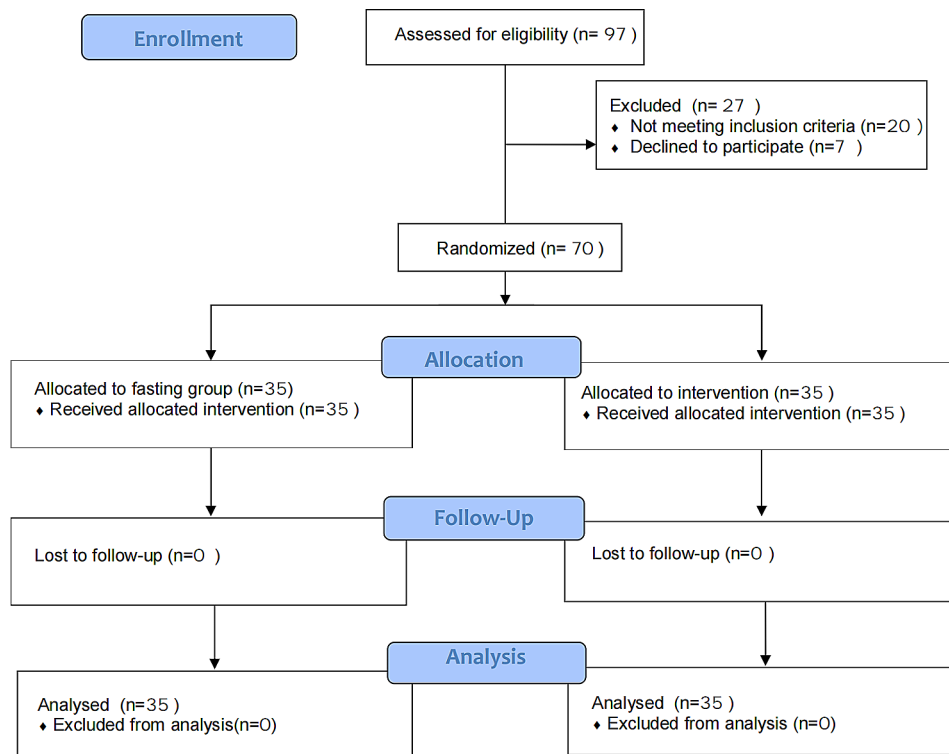 Enrollment
Assessed for eligibility (n= 97)
Excluded (n= 27 )
♦ Not meeting inclusion criteria (n=20 )
♦ Declined to participate (n=7 )
Randomized (n= 70 )
Allocation
Allocated to fasting group (n=35)
♦ Received allocated intervention (n=35 )
Allocated to intervention (n=35 )
♦ Received allocated intervention (n=35 )
Follow-Up
Lost to follow-up (n=0 )
Lost to follow-up (n=0 )
Analysis
Analysed (n=35 )
♦ Excluded from analysis(n=0)
Analysed (n=35 )
♦ Excluded from analysis (n=0)